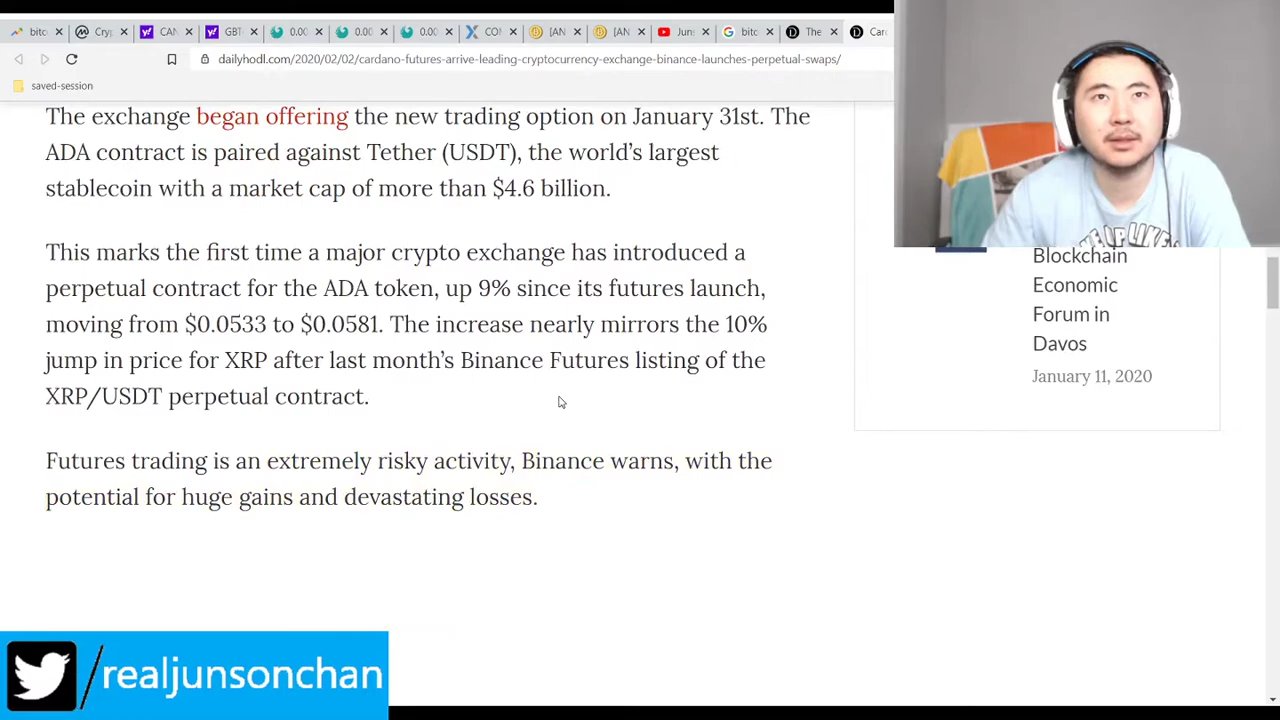 bitc
Cryp
CAN
GBT
0.00
0.00
0.00
CON
[AN
[AN
Juns
bitc
The
Card
dailyhodl.com/2020/02/02/cardano-futures-arrive-leading-cryptocurrency-exchange-binance-launches-perpetual-swaps/
saved-session
The exchange began offering the new trading option on January 31st. The
ADA contract is paired against Tether (USDT), the world’s largest
stablecoin with a market cap of more than $4.6 billion.
This marks the first time a major crypto exchange has introduced a
perpetual contract for the ADA token, up 9% since its futures launch,
moving from $0.0533 to $0.0581. The increase nearly mirrors the 10%
jump in price for XRP after last month’s Binance Futures listing of the
XRP/USDT perpetual contract.
Futures trading is an extremely risky activity, Binance warns, with the
potential for huge gains and devastating losses.
Blockchain
Economic
Forum in
Davos
January 11, 2020
/realjunsonchan